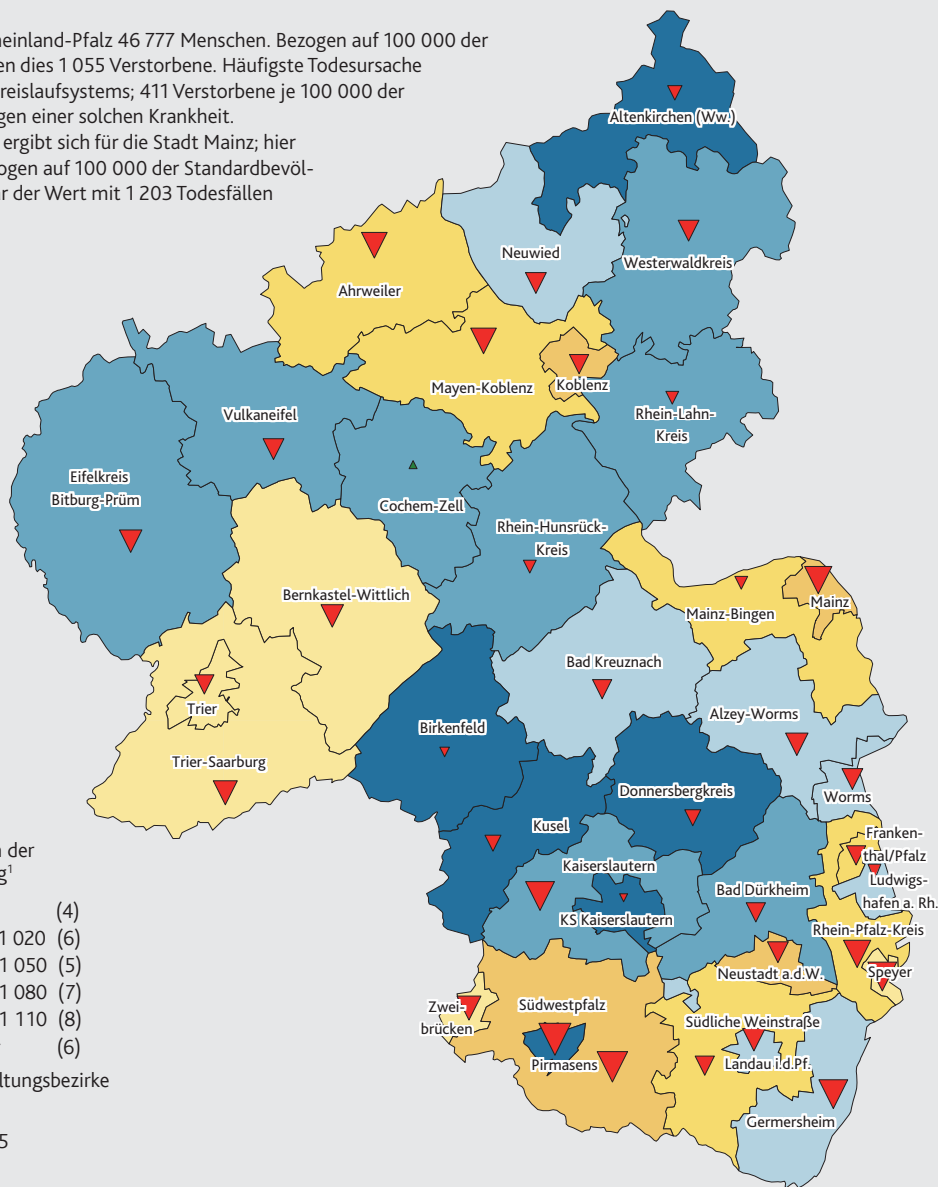 einland-Pfalz 46 777 Menschen. Bezogen auf 100 000 der
en dies 1 055 Verstorbene. Häufigste Todesursache
reislaufsystems; 411 Verstorbene je 100 000 der
gen einer solchen Krankheit.
ergibt sich für die Stadt Mainz; hier
ogen auf 100 000 der Standardbevöl-
r der Wert mit 1 203 Todesfällen
Altenkirchen (Ww.)
Neuwied
Westerwaldkreis
Ahrweiler
Mayen-Koblenz
Koblenz
Rhein-Lahn-
Kreis
Vulkaneifel
Eifelkreis
Bitburg-Prüm
Cochem-Zell
Rhein-Hunsrück-
Kreis
Bernkastel-Wittlich
Mainz-Bingen
Mainz
Bad Kreuznach
Trier
Alzey-Worms
Birkenfeld
Trier-Saarburg
Donnersbergkreis
Worms
Kusel
Franken-
thal/Pfalz
Kaiserslautern
Ludwigs-
hafen a. Rh.
Bad Dürkheim
KS Kaiserslautern
Rhein-Pfalz-Kreis
Neustadt a.d.W.
Speyer
Zwei-
brücken
Südwestpfalz
Südliche Weinstraße
Pirmasens
Landau i.d.Pf.
Germersheim
n der
g¹
(4)
1 020 (6)
1 050 (5)
1 080 (7)
1 110 (8)
(6)
ltungsbezirke
5